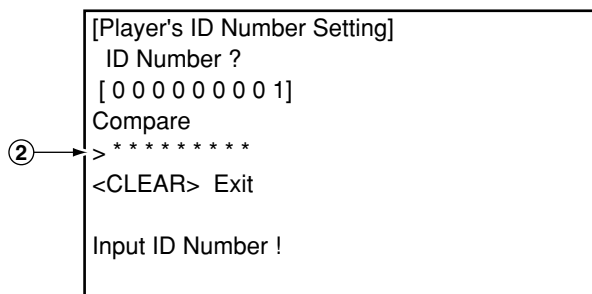 [Player's ID Number Setting]
ID Number ?
[ 0 0 0 0 0 0 0 0 1]
Compare
② > * * * * * * * * *
<CLEAR> Exit
Input ID Number !